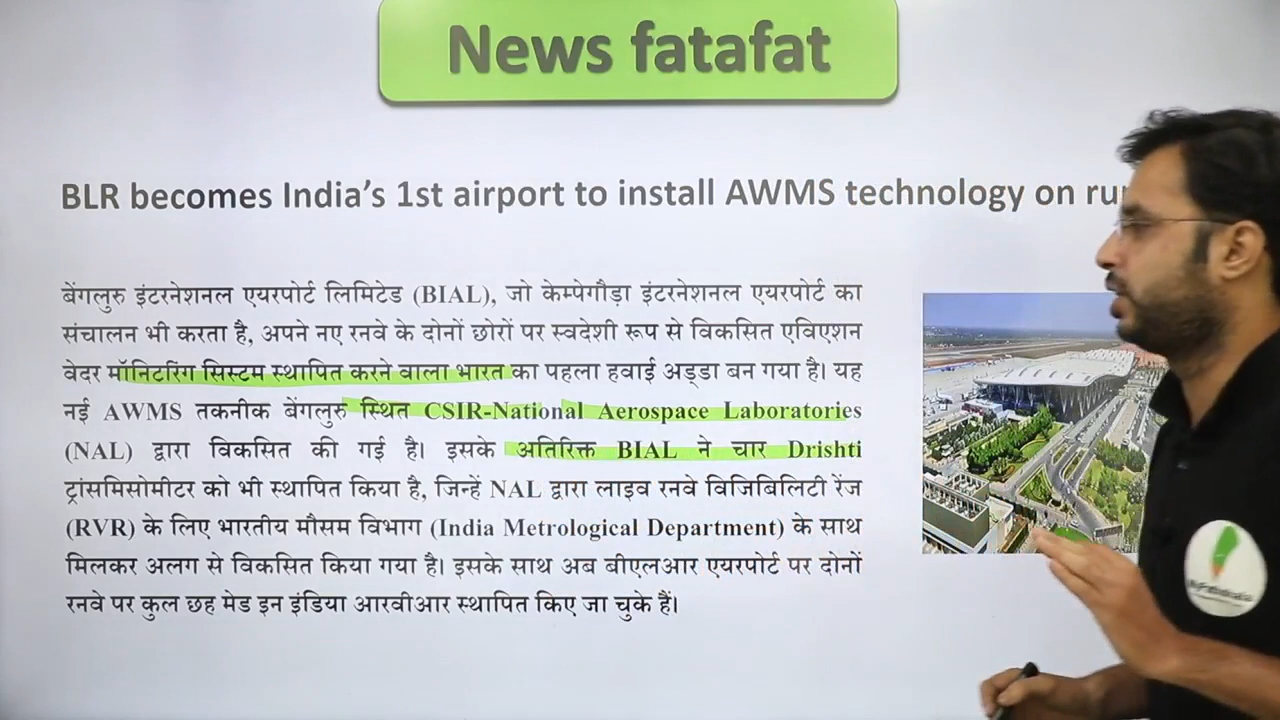 News fatafat
BLR becomes India's 1st airport to install AWMS technology on
बेंगलुरु इंटरनेशनल एयरपोर्ट लिमिटेड (BIAL), जो केम्पेगौड़ा इंटरनेशनल एयरपोर्ट का
संचालन भी करता है, अपने नए रनवे के दोनों छोरों पर स्वदेशी रूप से विकसित एविएशन
वेदर मॉनिटरिंग सिस्टम स्थापित करने वाला भारत का पहला हवाई अड्डा बन गया है। यह
नई AWMS तकनीक बेंगलुरु स्थित CSIR-National Aerospace Laboratories
(NAL) द्वारा विकसित की गई है। इसके अतिरिक्त BIAL ने चार Drishti
ट्रांसमिसोमीटर को भी स्थापित किया है, जिन्हें NAL द्वारा लाइव रनवे विजिबिलिटी रेंज
(RVR) के लिए भारतीय मौसम विभाग (India Metrological Department) के साथ
मिलकर अलग से विकसित किया गया है। इसके साथ अब बीएलआर एयरपोर्ट पर दोनों
रनवे पर कुल छह मेड इन इंडिया आरवीआर स्थापित किए जा चुके हैं।